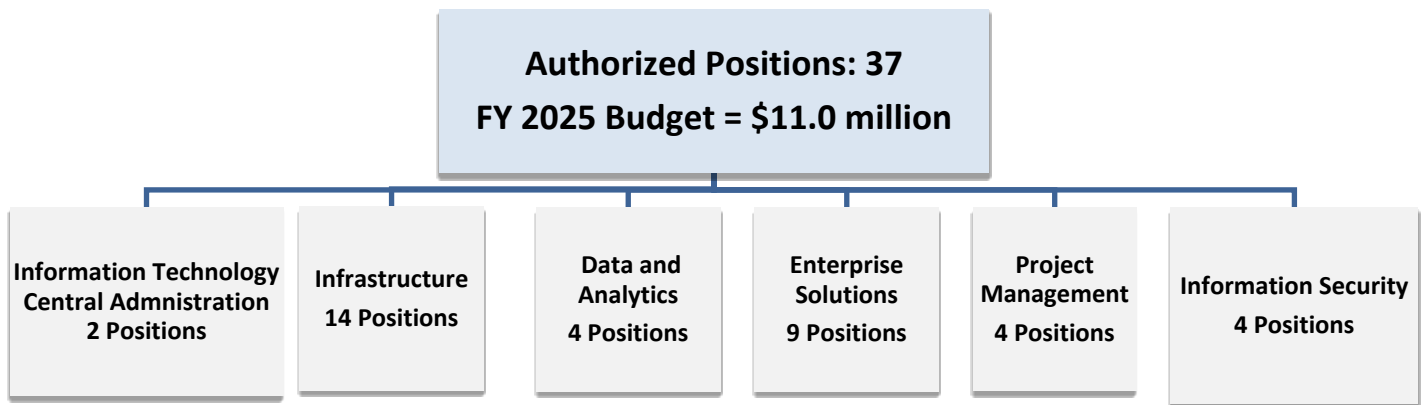 Authorized Positions: 37
FY 2025 Budget = $11.0 million
Information Technology
Central Admnistration
2 Positions
Infrastructure
14 Positions
Data and
Analytics
4 Positions
Enterprise
Solutions
9 Positions
Project
Management
4 Positions
Information Security
4 Positions